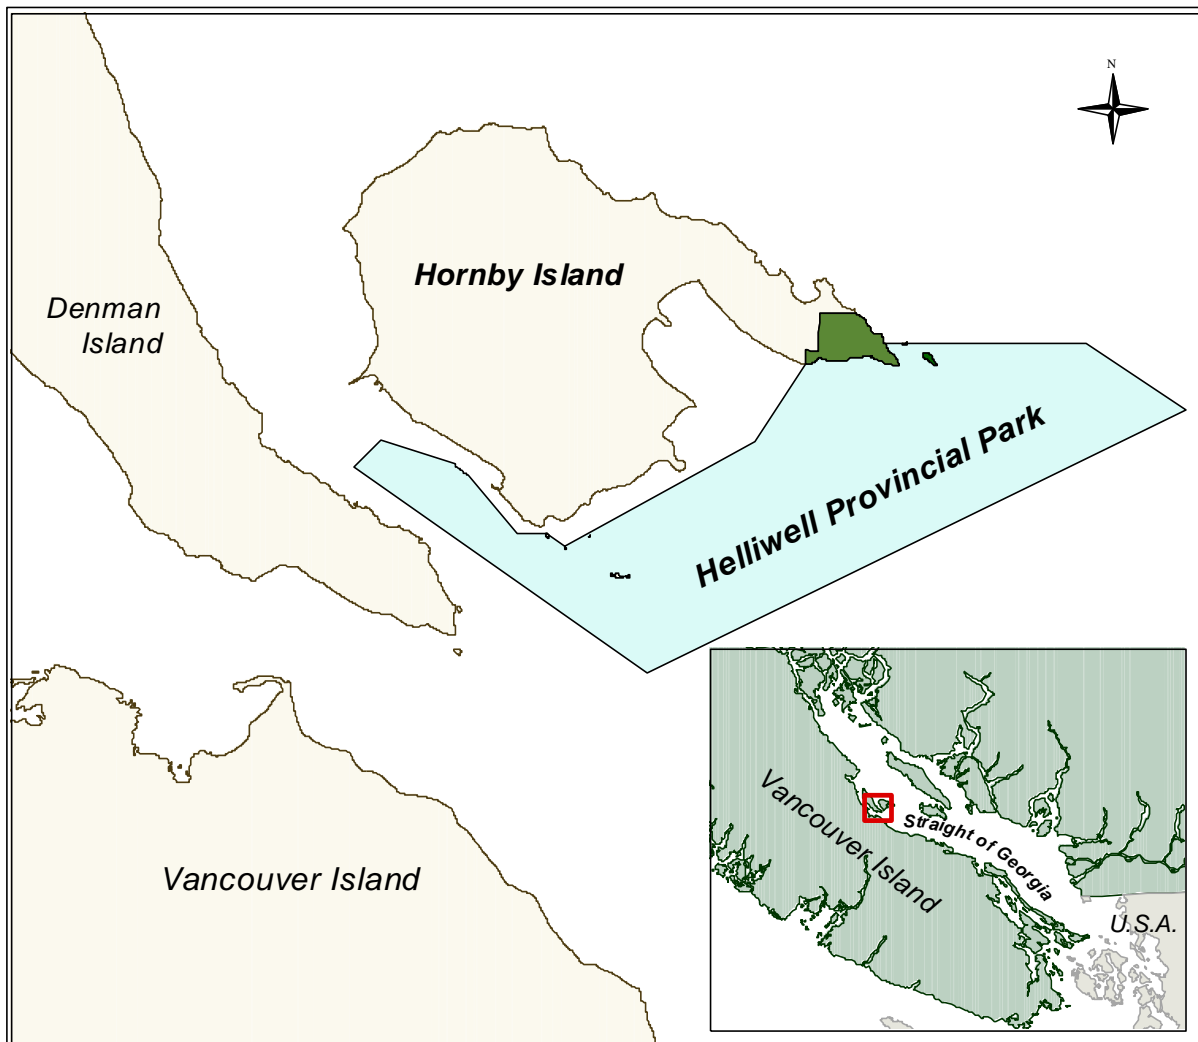 N
Hornby Island
Denman
Island
Helliwell Provincial Park
Vancouver Island
Vancouver Island
Straight of Georgia
U.S.A.